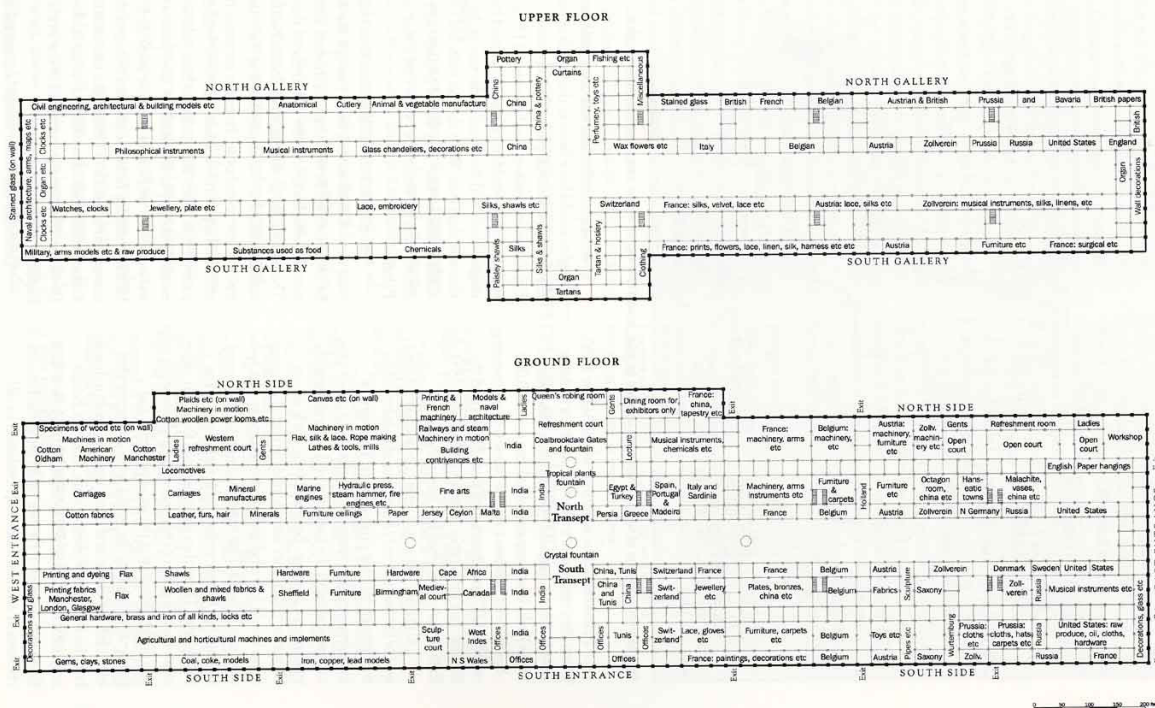 UPPER FLOOR
Pottery Organ Fishing etc
Curtains
China
China
China & pottery
Perfumery, toys etc
Miscellaneous
NORTH GALLERY
NORTH GALLERY
Civil engineering, architectural & building models etc Anatomical Cutlery Animal & vegetable manufacture
Stained glass British French Belgian Austrian & British Prussia and Bavaria British papers
British
Stained glass (on wall)
Naval architecture, arms, maps etc
Clocks etc
Philosophical instruments Musical instruments Glass chandeliers, decorations etc China
Wax flowers etc Italy Belgian Austria Zollverein Prussia Russia United States England
Organ etc
Organ
Wall decorations
Clocks etc
Watches, clocks Jewellery, plate etc Lace, embroidery Silks, shawls etc
Switzerland France: silks, velvet, lace etc Austria: lace, silks etc Zollverein: musical instruments, silks, linens, etc
Military, arms models etc & raw produce Substances used as food Chemicals
Paisley shawls
Silks
Silks & shawls
Tartan & hosiery
Clothing
France: prints, flowers, lace, linen, silk, harness etc etc Austria Furniture etc France: surgical etc
SOUTH GALLERY
SOUTH GALLERY
Organ
Tartans
GROUND FLOOR
NORTH SIDE
Plaids etc (on wall)
Machinery in motion
Cotton woollen power looms etc
Canvas etc (on wall)
Printing &
French
machinery
Models &
naval
architecture
Ladies
Queen's robing room
Gents
Dining room for
exhibitors only
France:
china,
tapestry etc
Exit
Exit
NORTH SIDE
Exit
Specimens of wood etc (on wall)
Machines in motion
Cotton
Oldham
American
Machinery
Cotton
Manchester
Ladies
Western
refreshment court
Gents
Machinery in motion
Flax, silk & lace. Rope making
Lathes & tools, mills
Railways and steam
Machinery in motion
Building
contrivances etc
India
Refreshment court
Coalbrookdale Gates
and fountain
Lecture
Musical instruments,
chemicals etc
France:
machinery, arms
etc
Belgium:
machinery,
etc
Austria:
machinery,
furniture
etc
Zollv.
machin-
ery etc
Gents
Open
court
Refreshment room
Open court
Ladies
Open
court
Workshop
Locomotives
Tropical plants
fountain
English Paper hangings
Exit
Carriages
Carriages
Mineral
manufactures
Marine
engines
Hydraulic press,
steam hammer, fire
engines etc
Fine arts
India
India
Egypt &
Turkey
Spain,
Portugal
&
Madeira
Italy and
Sardinia
Machinery, arms
instruments etc
Furniture
&
carpets
Holland
Furniture
etc
Octagon
room,
china etc
Hans-
eatic
towns
Malachite,
vases,
china etc
North
Transept
Cotton fabrics Leather, furs, hair Minerals Furniture ceilings Paper Jersey Ceylon Malta India
Persia Greece France Belgium Austria Zollverein N Germany Russia United States
WEST ENTRANCE
Crystal fountain
South
Transept
Printing and dyeing Flax Shawls Hardware Furniture Hardware Cape Africa India
China, Tunis Switzerland France France Belgium Austria Zollverein Denmark Sweden United States
Decorations and glass
Printing fabrics
Manchester,
London, Glasgow
Flax
Woollen and mixed fabrics &
shawls
Sheffield
Furniture
Birmingham
Mediev-
al court
Canada
India
India
China
and
Tunis
China
Swit-
zerland
Jewellery
etc
Plates, bronzes,
china etc
Belgium
Fabrics
Sculpture
Saxony
Zoll-
verein
Russia
Musical instruments etc
Exit
General hardware, brass and iron of all kinds, locks etc
Agricultural and horticultural machines and implements
Sculp-
ture
court
West
Indes
Offices
India
Offices
Offices
Tunis
Offices
Swit-
zerland
Lace, gloves
etc
Furniture, carpets
etc
Belgium
Toys etc
Pipes etc
Wurtemburg
Prussia:
cloths
etc
Prussia:
cloths, hats,
carpets etc
Russia
United States: raw
produce, oil, cloths,
hardware
Decorations, glass etc
Exit
Gems, clays, stones Coal, coke, models Iron, copper, lead models N S Wales Offices
Offices France: paintings, decorations etc Belgium Austria Saxony Zollv. Russia France
Exit
SOUTH SIDE
Exit
Exit
SOUTH ENTRANCE
Exit
Exit
SOUTH SIDE
Exit
0 50 100 150 200